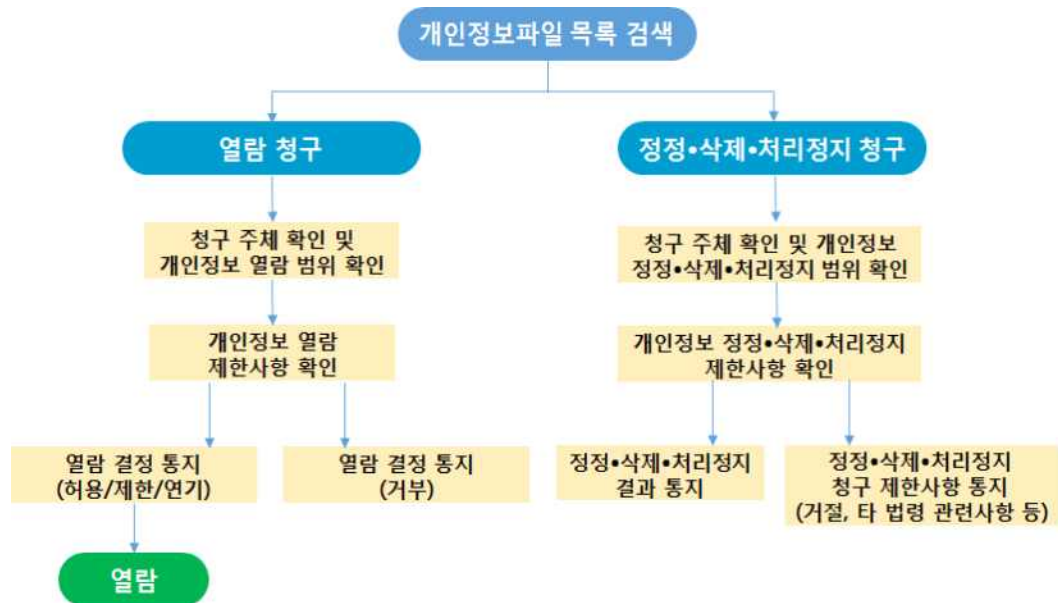 개인정보파일 목록 검색
열람 청구
정정•삭제•처리정지 청구
청구 주체 확인 및
개인정보 열람 범위 확인
청구 주체 확인 및 개인정보
정정•삭제•처리정지 범위 확인
개인정보 열람
제한사항 확인
개인정보 정정•삭제•처리정지
제한사항 확인
열람 결정 통지
(허용/제한/연기)
열람 결정 통지
(거부)
정정•삭제•처리정지
결과 통지
정정•삭제•처리정지
청구 제한사항 통지
(거절, 타 법령 관련사항 등)
열람